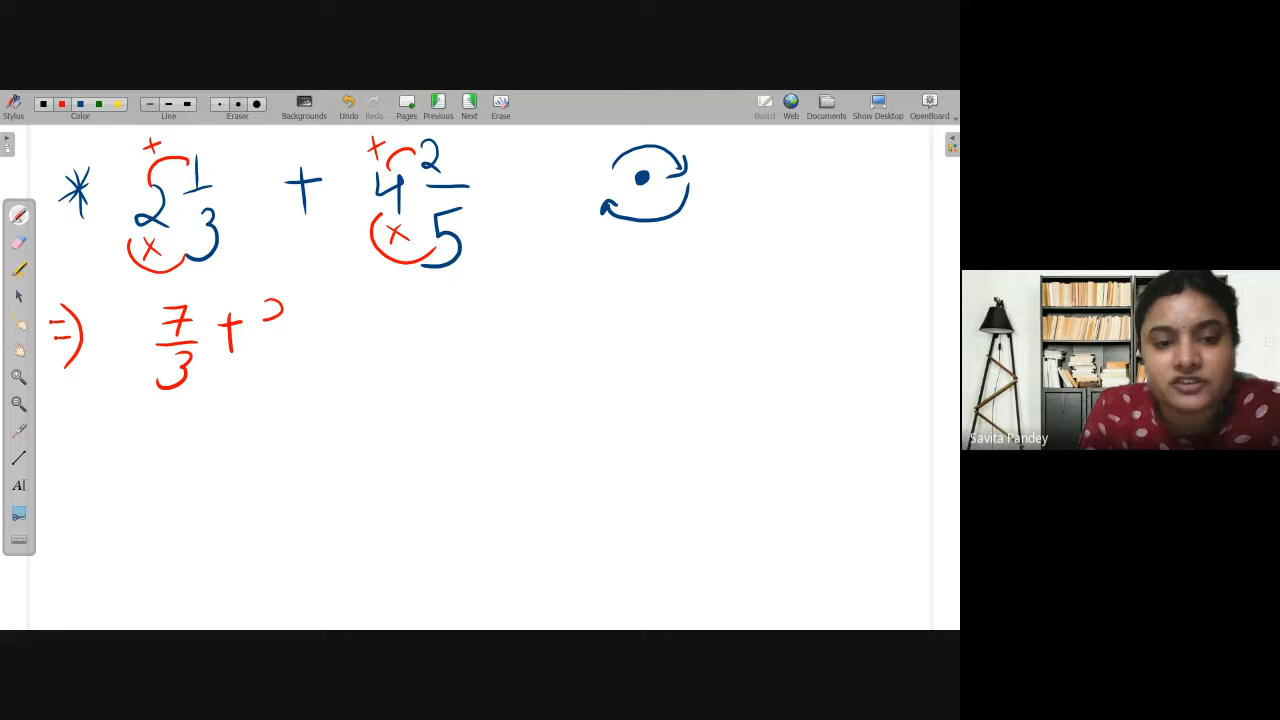 Stylus Color Line Eraser Backgrounds Undo Redo Pages Previous Next Erase Board Web Documents Show Desktop OpenBoard
+ +
* 2 1/3 + 4 2/5
x x
=) 7/3 +
Savita Pandey